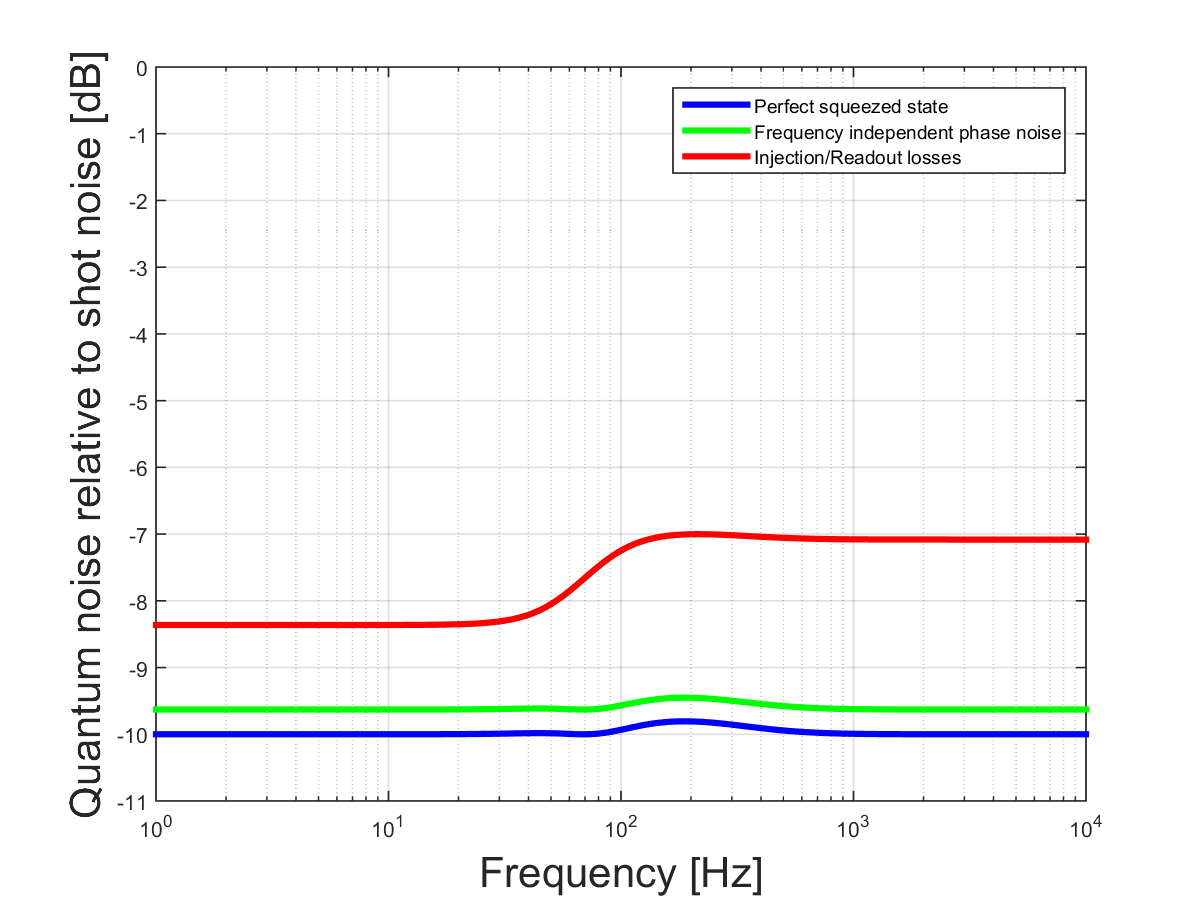 Quantum noise relative to shot noise [dB]
0
-1
-2
-3
-4
-5
-6
-7
-8
-9
-10
-11
Perfect squeezed state
Frequency independent phase noise
Injection/Readout losses
10^0 10^1 10^2 10^3 10^4
Frequency [Hz]